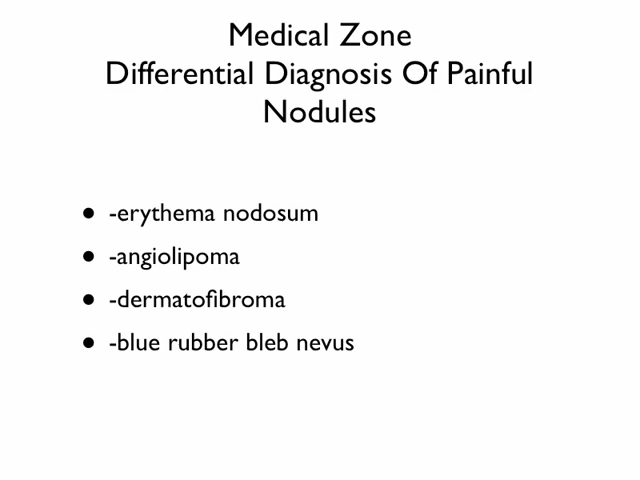 Medical Zone
Differential Diagnosis Of Painful
Nodules
• -erythema nodosum
• -angiolipoma
• -dermatofibroma
• -blue rubber bleb nevus